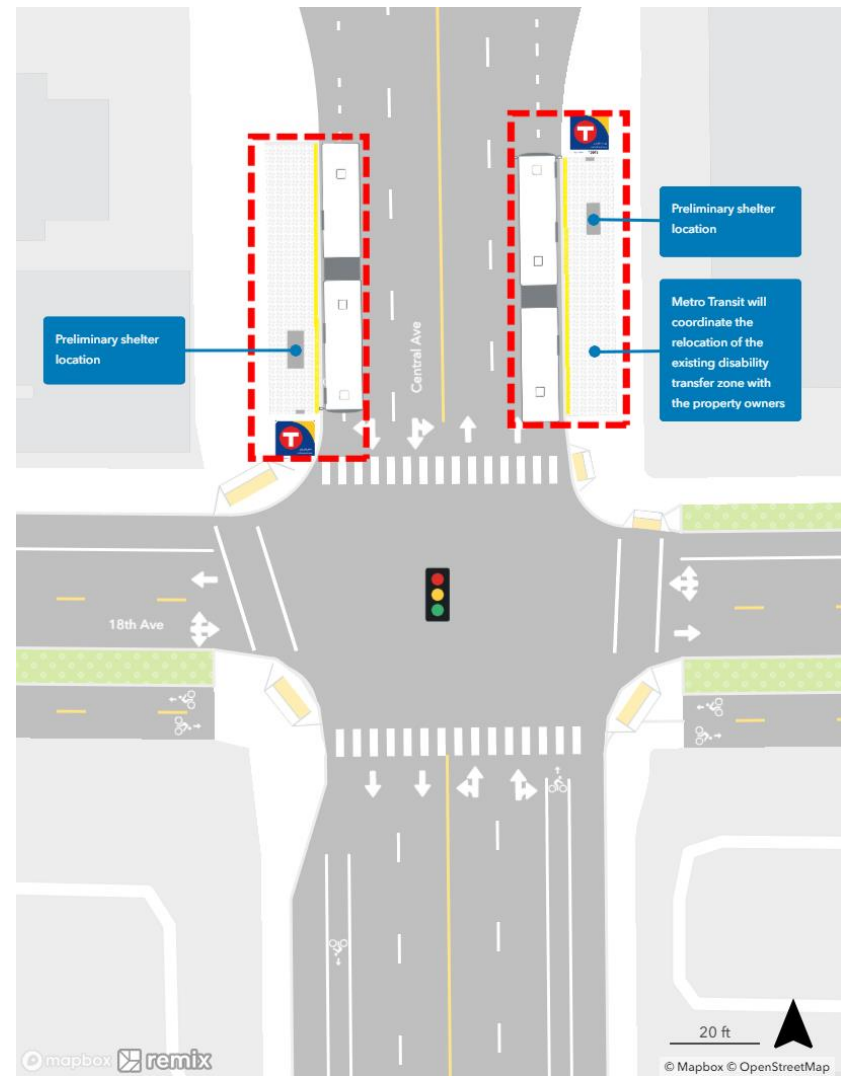 Preliminary shelter
location
Metro Transit will
coordinate the
relocation of the
existing disability
transfer zone with
the property owners
Preliminary shelter
location
Central Ave
T
T
18th Ave
20 ft
mapbox remix
© Mapbox © OpenStreetMap